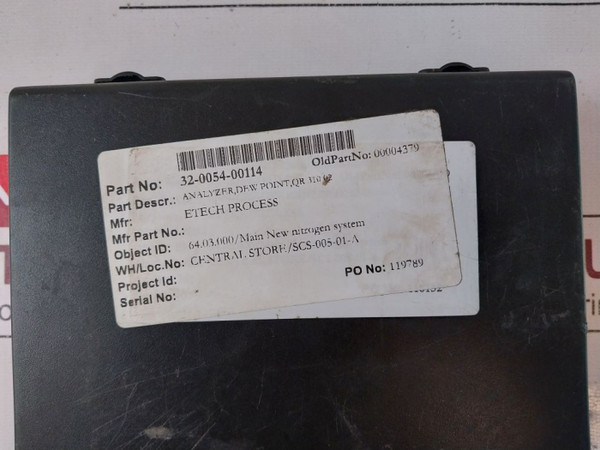 OldPartNo: 00004379
Part No: 32-0054-00114
Part Descr.: ANALYZER,DEW POINT,QR 310
Mfr: ETECH PROCESS
Mfr Part No.:
Object ID: 64.03.000/Main New nitrogen system
WH/Loc.No: CENTRAL STORE/SCS-005-01-A
Project Id:
Serial No:
PO No: 119789